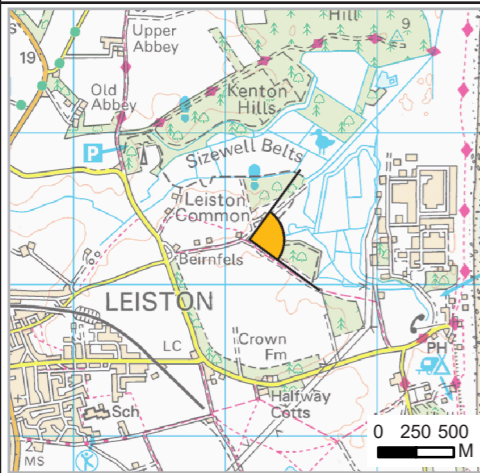 Hill
9
Upper
Abbey
19
Old
Abbey
Kenton
Hills
P
Sizewell Belts
Leiston
Common
Beirnfels
LEISTON
LC
Crown
Fm
PH
Halfway
Cotts
Sch
2
MS
0 250 500
M